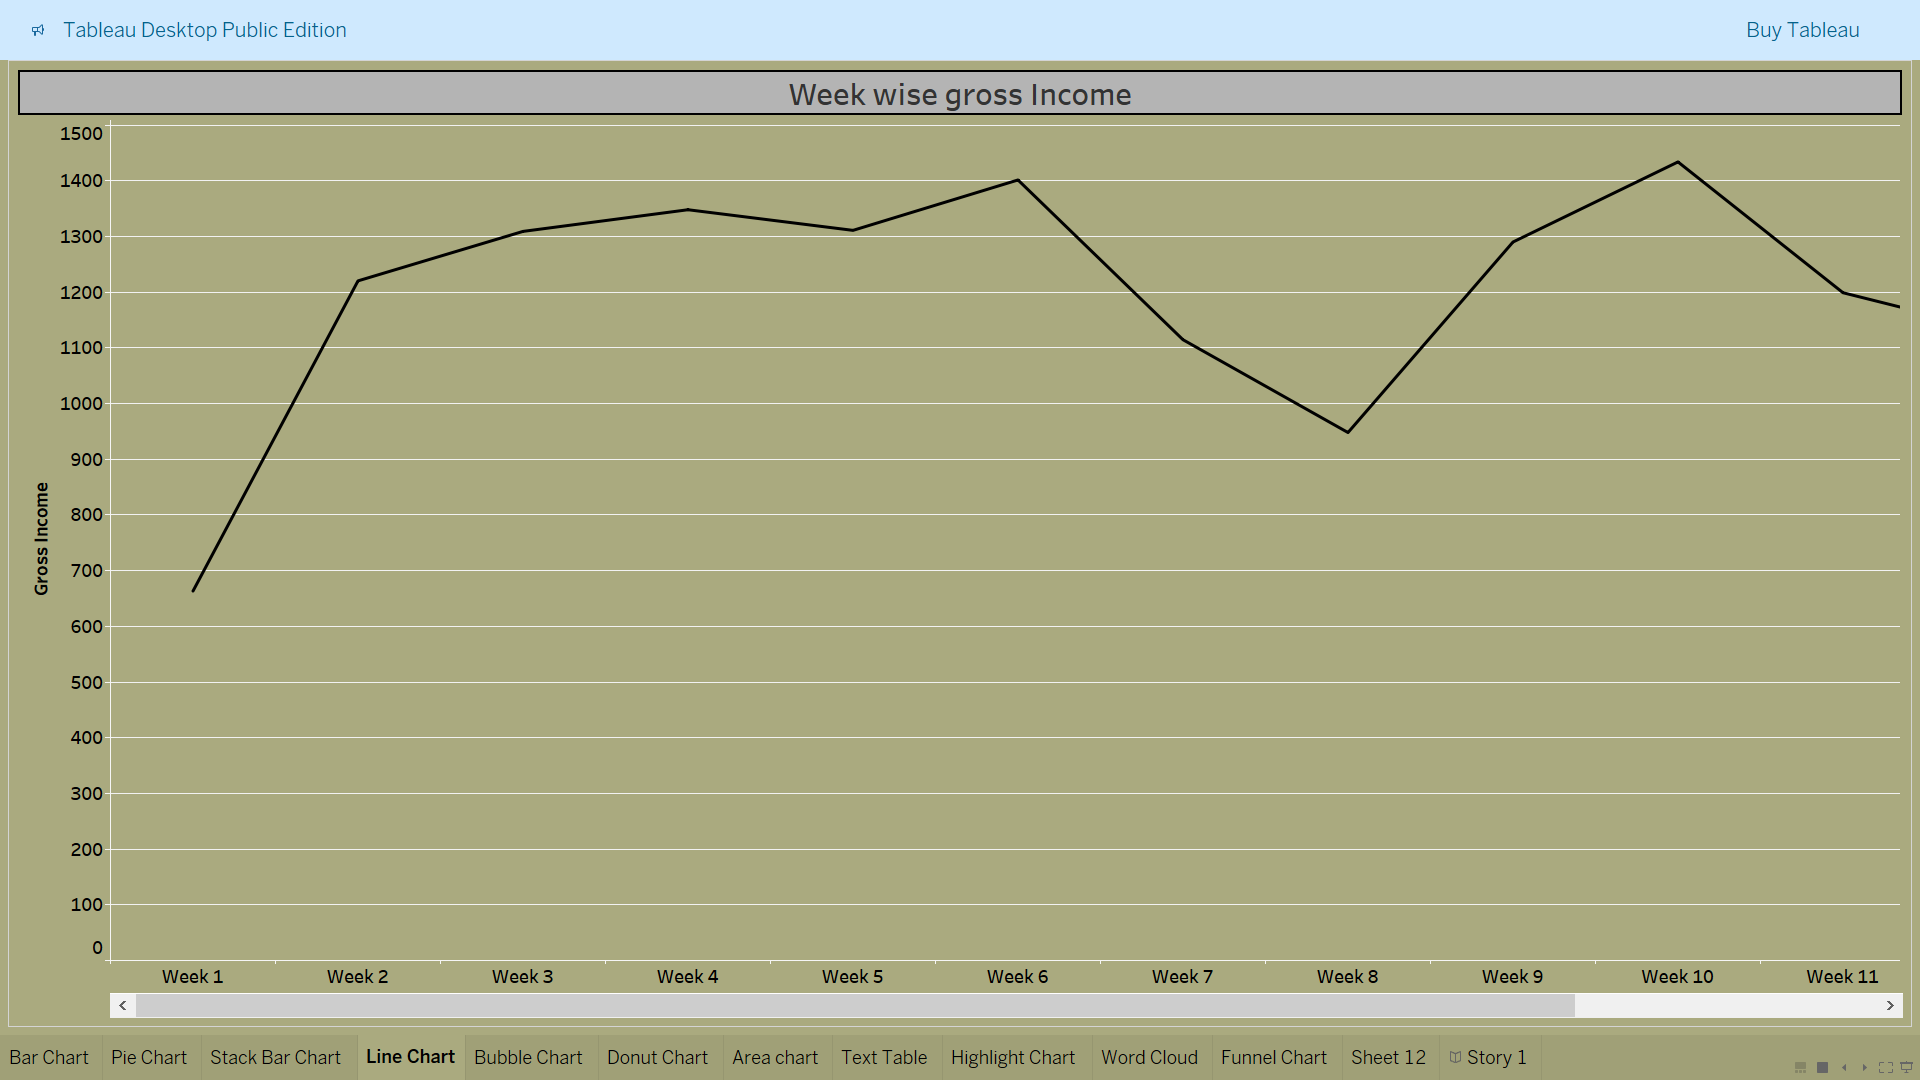 Tableau Desktop Public Edition
Buy Tableau
Week wise gross Income
1500
1400
1300
1200
1100
1000
900
800
700
600
500
400
300
200
100
0
Gross Income
Week 1 Week 2 Week 3 Week 4 Week 5 Week 6 Week 7 Week 8 Week 9 Week 10 Week 11
Bar Chart Pie Chart Stack Bar Chart Line Chart Bubble Chart Donut Chart Area chart Text Table Highlight Chart Word Cloud Funnel Chart Sheet 12 Story 1